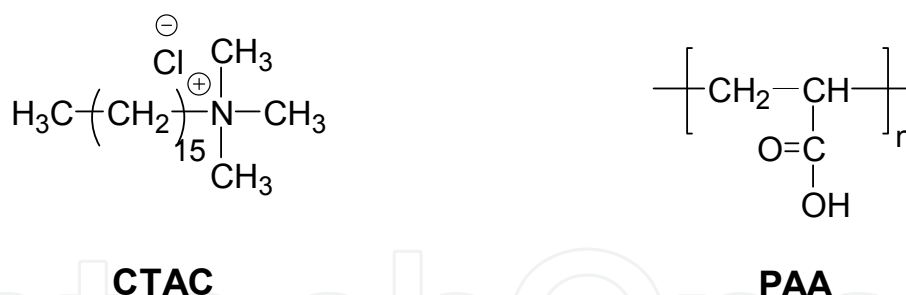 ⊖
Cl CH₃
⊕
H₃C(CH₂)N—CH₃
15
CH₃
CH₂—CH
n
O=C
OH
CTAC PAA